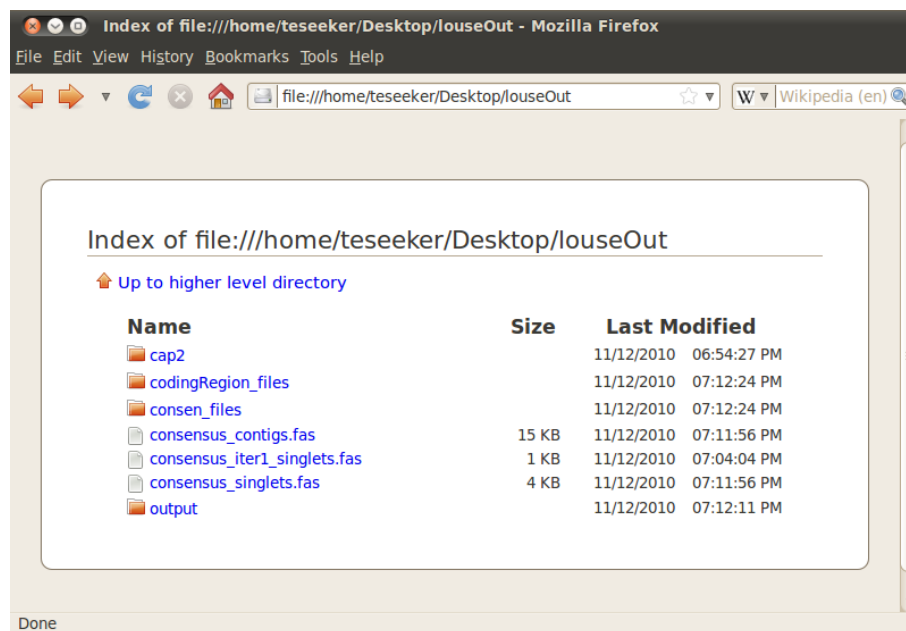 Index of file:///home/teseeker/Desktop/louseOut - Mozilla Firefox
File Edit View History Bookmarks Tools Help
file:///home/teseeker/Desktop/louseOut W Wikipedia (en)
Index of file:///home/teseeker/Desktop/louseOut
Up to higher level directory
Name Size Last Modified
cap2 11/12/2010 06:54:27 PM
codingRegion_files 11/12/2010 07:12:24 PM
consen_files 11/12/2010 07:12:24 PM
consensus_contigs.fas 15 KB 11/12/2010 07:11:56 PM
consensus_iter1_singlets.fas 1 KB 11/12/2010 07:04:04 PM
consensus_singlets.fas 4 KB 11/12/2010 07:11:56 PM
output 11/12/2010 07:12:11 PM
Done